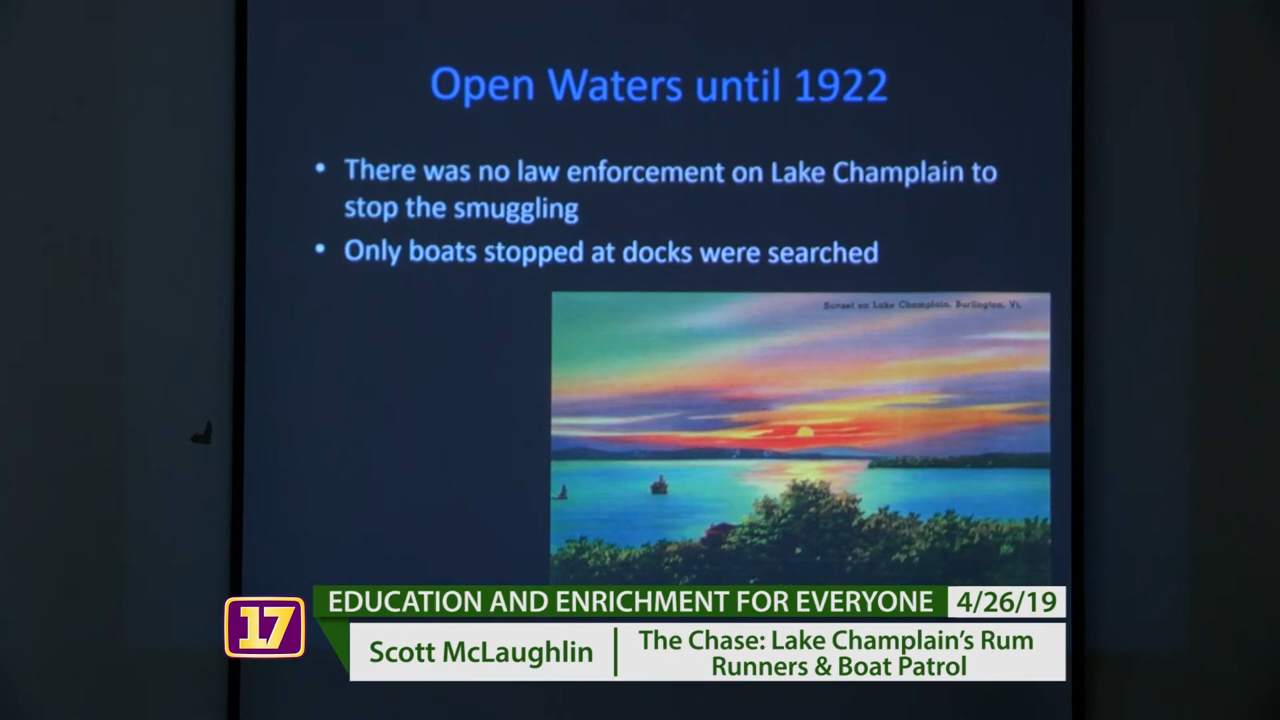 Open Waters until 1922
• There was no law enforcement on Lake Champlain to
stop the smuggling
• Only boats stopped at docks were searched
Sunset on Lake Champlain, Burlington, Vt.
17
EDUCATION AND ENRICHMENT FOR EVERYONE
4/26/19
Scott McLaughlin
The Chase: Lake Champlain's Rum
Runners & Boat Patrol